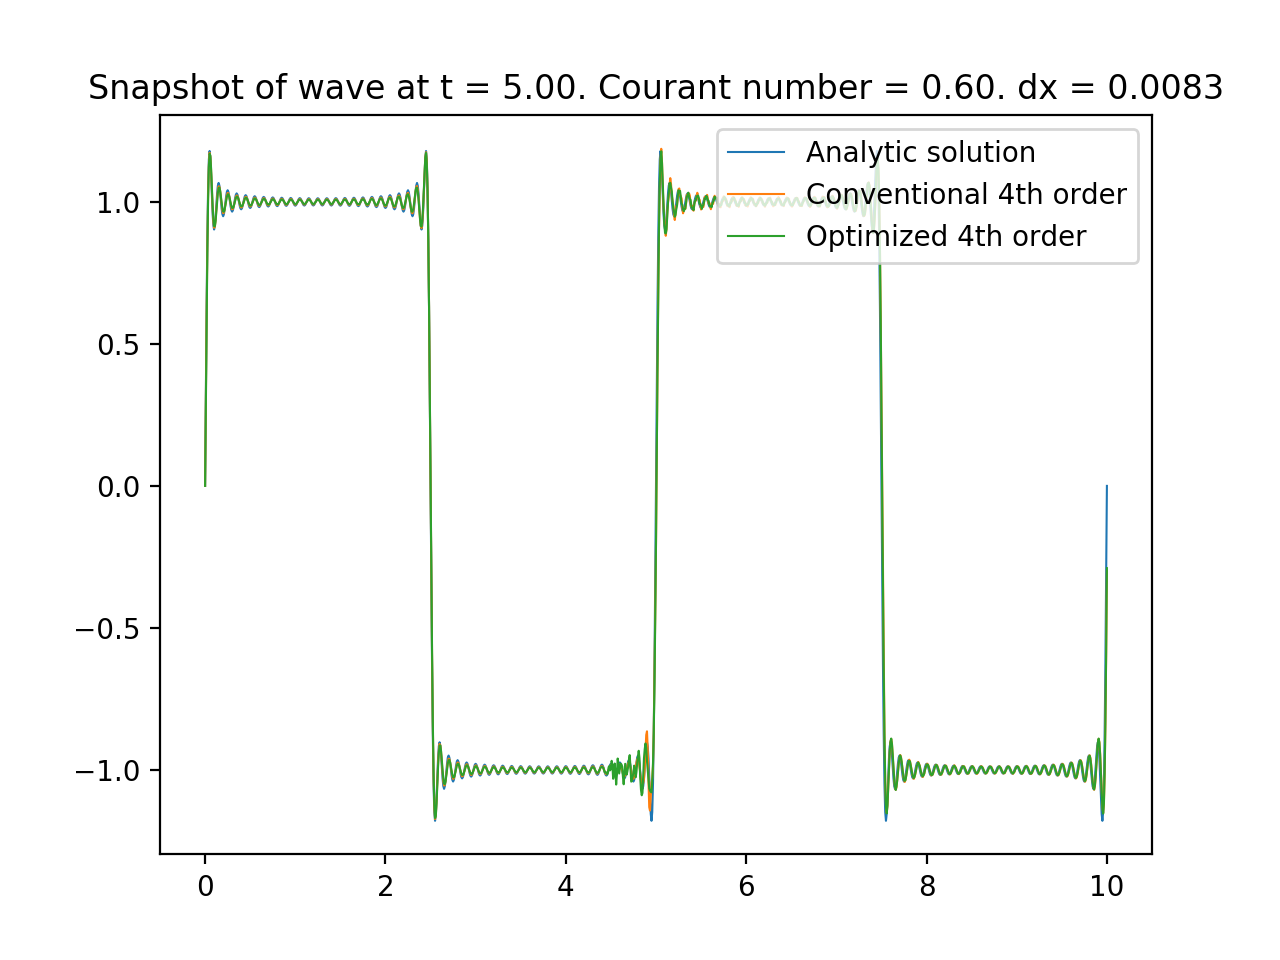 Snapshot of wave at t = 5.00. Courant number = 0.60. dx = 0.0083
Analytic solution
Conventional 4th order
Optimized 4th order
1.0
0.5
0.0
−0.5
−1.0
0 2 4 6 8 10